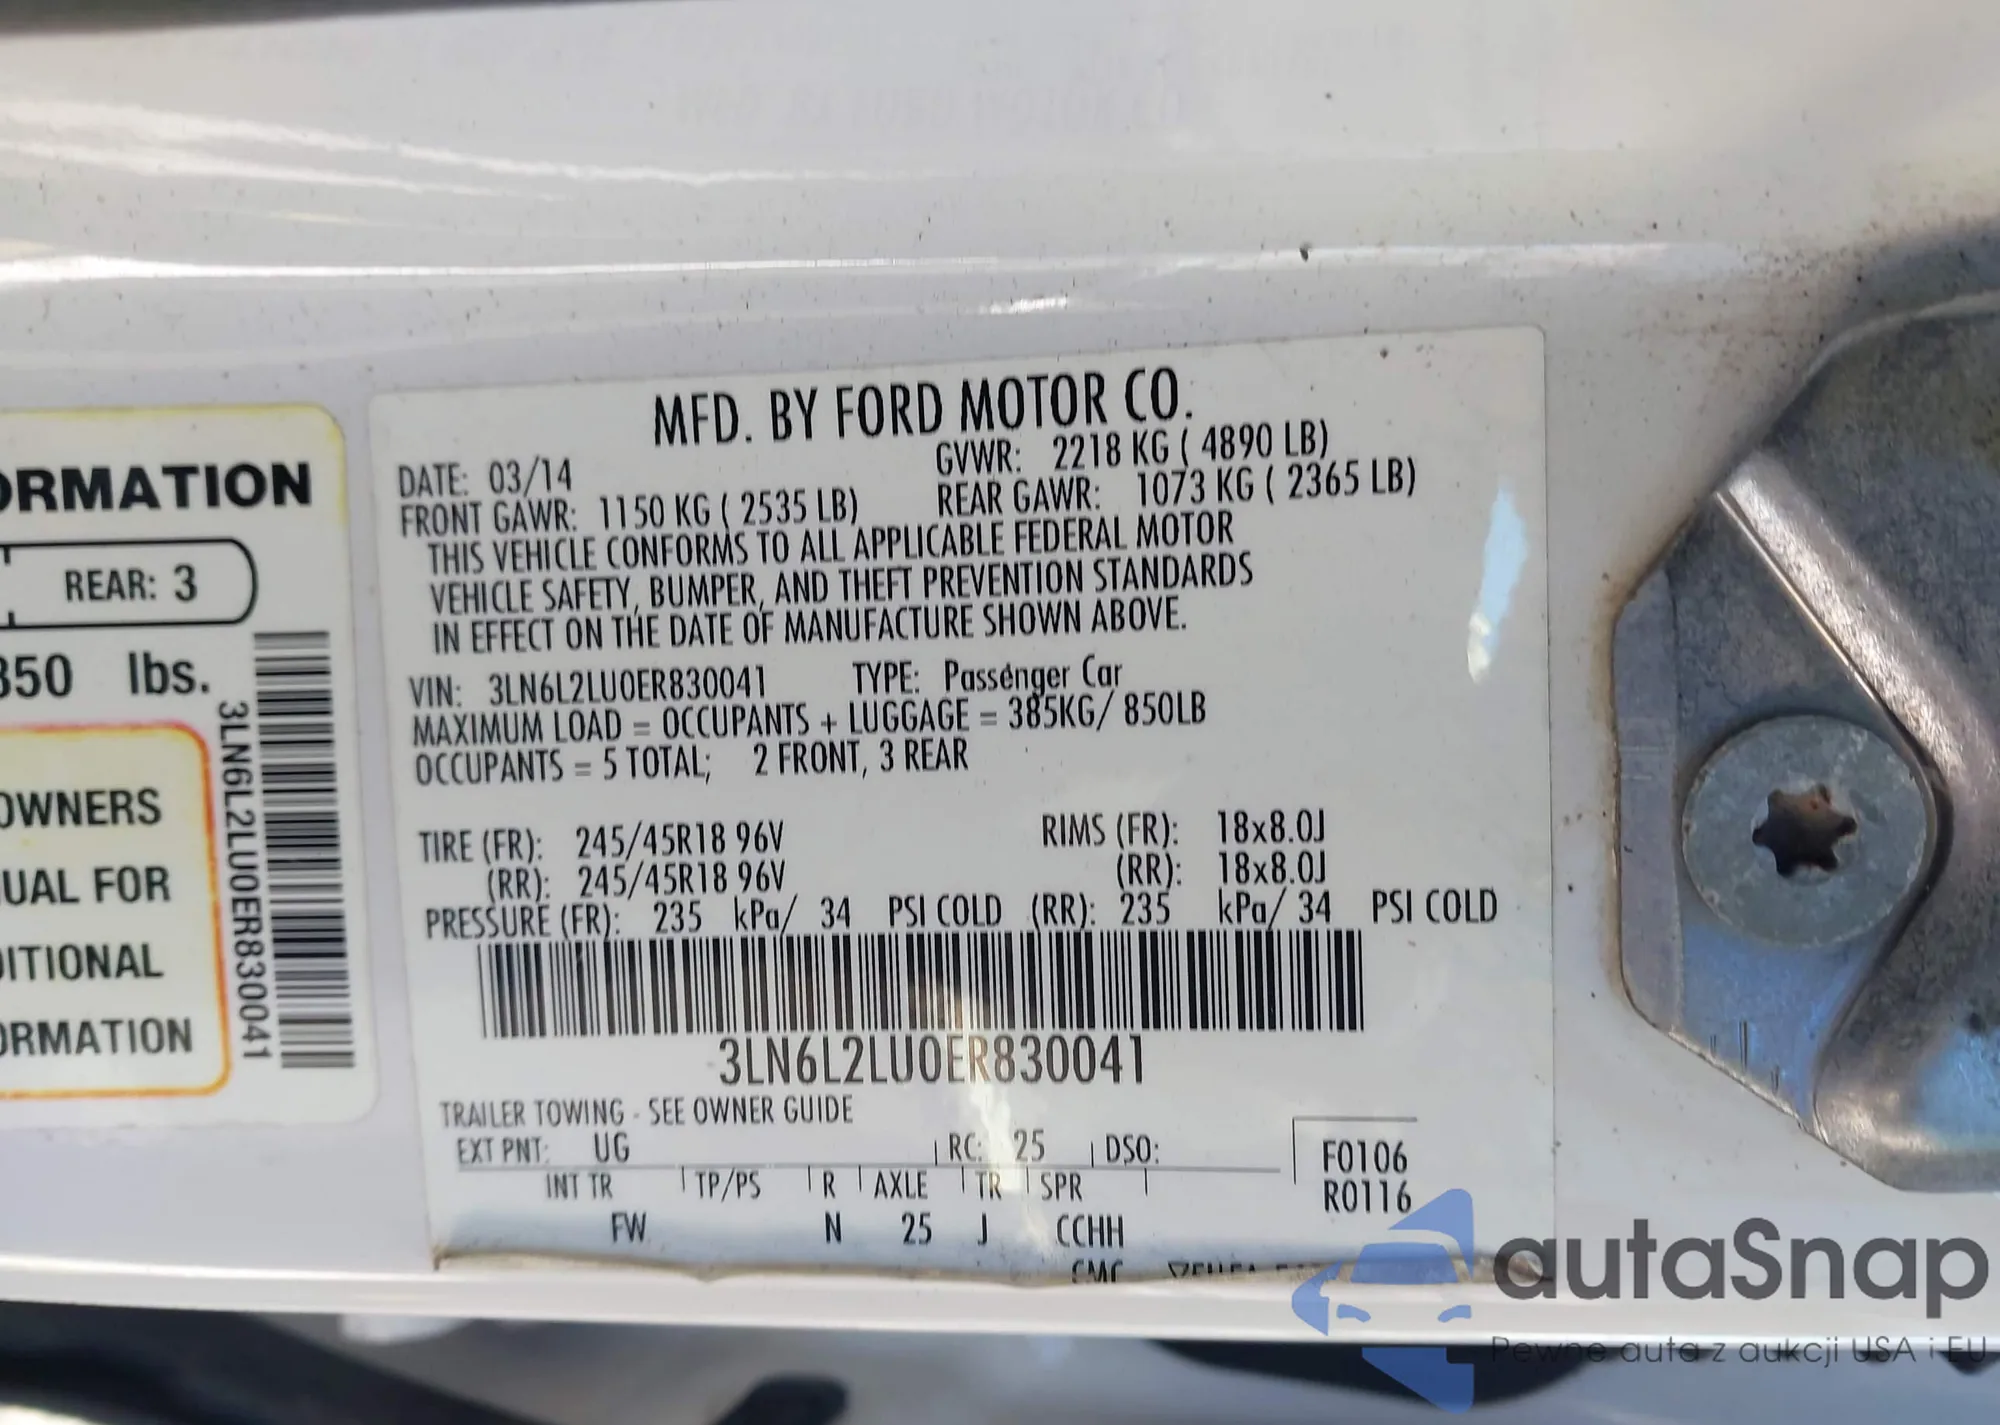 ORMATION
REAR: 3
850 lbs.
OWNERS
UAL FOR
DITIONAL
ORMATION
3LN6L2LU0ER830041
MFD. BY FORD MOTOR CO.
DATE: 03/14 GVWR: 2218 KG ( 4890 LB)
FRONT GAWR: 1150 KG ( 2535 LB) REAR GAWR: 1073 KG ( 2365 LB)
THIS VEHICLE CONFORMS TO ALL APPLICABLE FEDERAL MOTOR
VEHICLE SAFETY, BUMPER, AND THEFT PREVENTION STANDARDS
IN EFFECT ON THE DATE OF MANUFACTURE SHOWN ABOVE.
VIN: 3LN6L2LU0ER830041 TYPE: Passenger Car
MAXIMUM LOAD = OCCUPANTS + LUGGAGE = 385KG/ 850LB
OCCUPANTS = 5 TOTAL; 2 FRONT, 3 REAR
TIRE (FR): 245/45R18 96V RIMS (FR): 18x8.0J
(RR): 245/45R18 96V (RR): 18x8.0J
PRESSURE (FR): 235 kPa/ 34 PSI COLD (RR): 235 kPa/ 34 PSI COLD
3LN6L2LU0ER830041
TRAILER TOWING - SEE OWNER GUIDE
EXT PNT: UG RC: 25 DSO: F0106
INT TR TP/PS R AXLE TR SPR R0116
FW N 25 J CCHH
autaSnap
Pewne auta z aukcji USA i EU